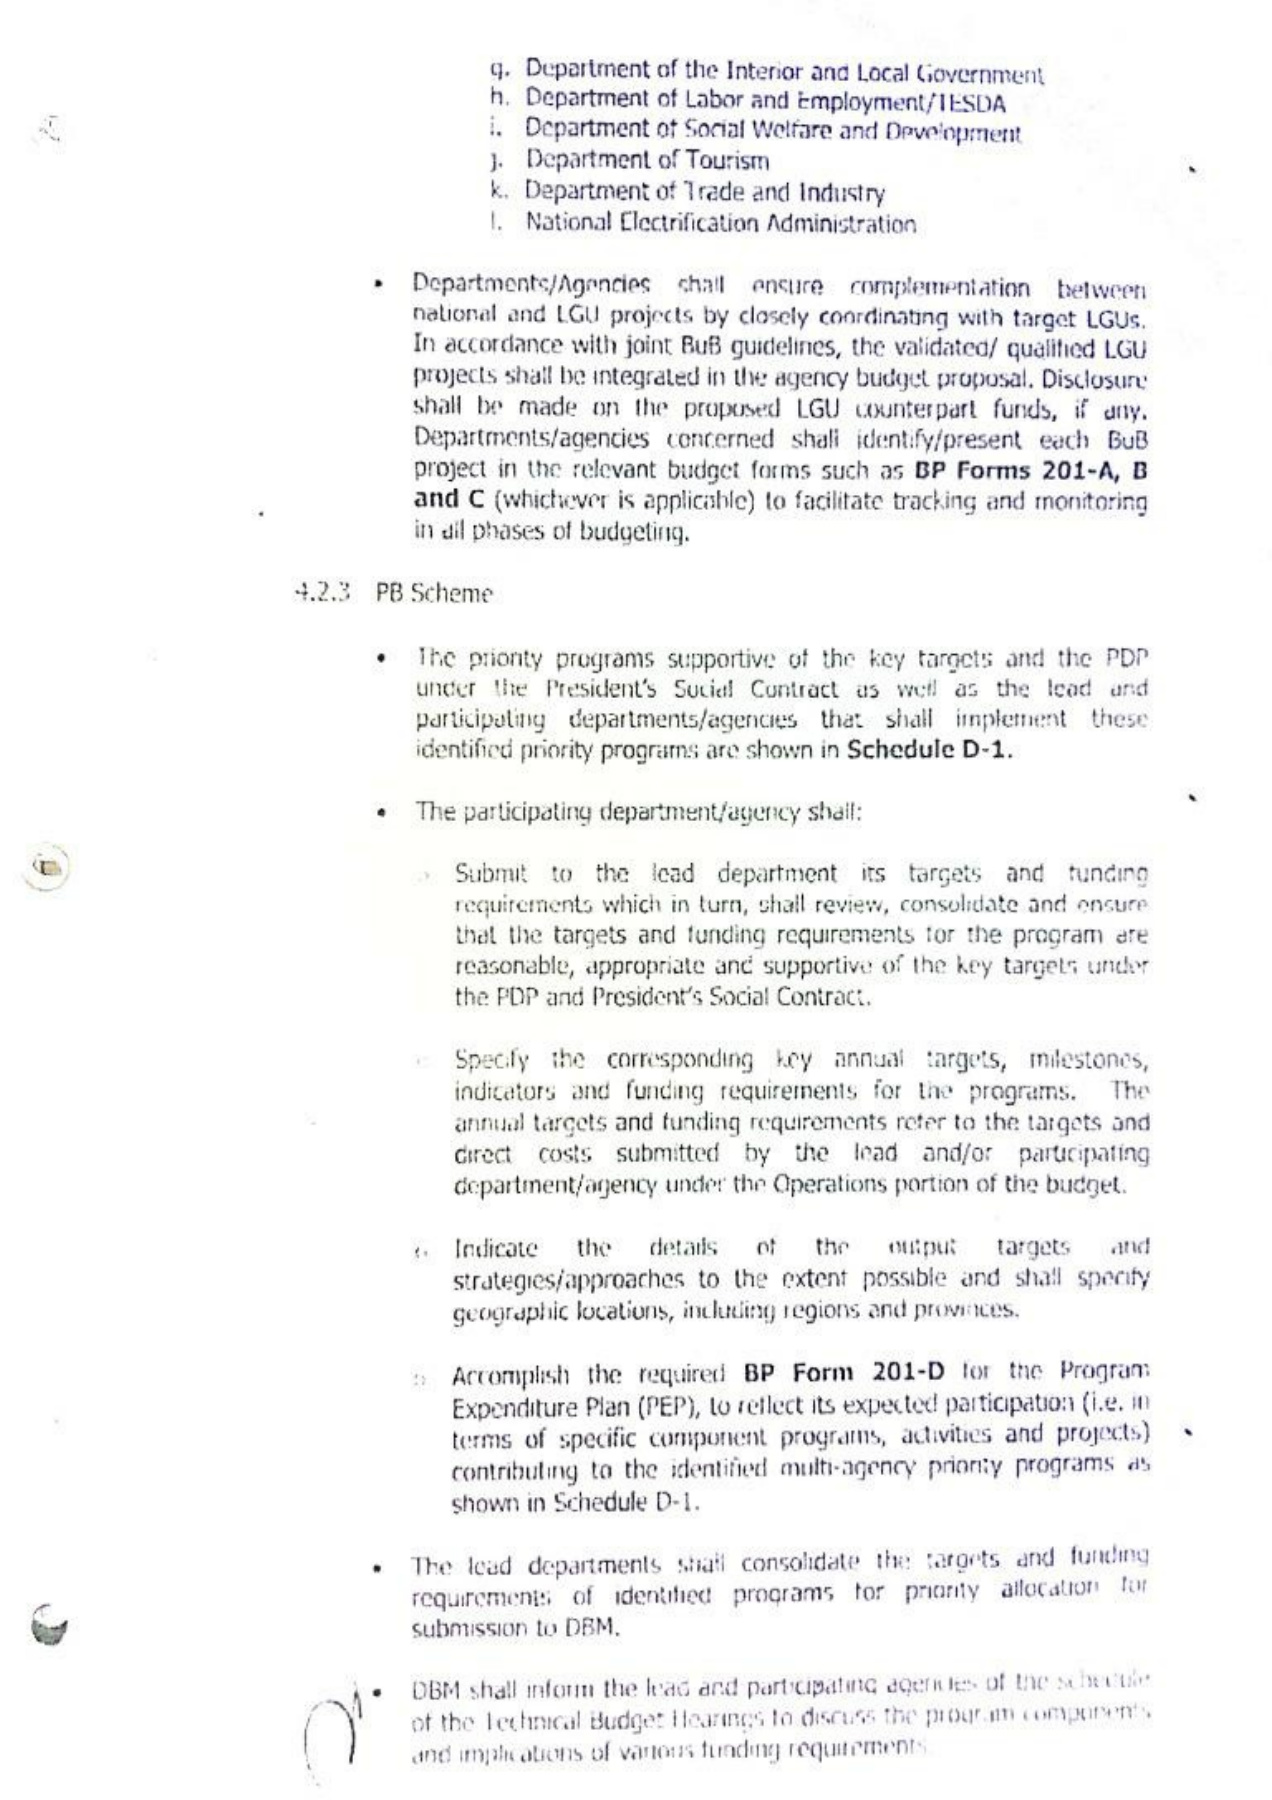 g. Department of the Interior and Local Government
h. Department of Labor and Employment/TESDA
i. Department of Social Welfare and Development
j. Department of Tourism
k. Department of Trade and Industry
l. National Electrification Administration
• Departments/Agencies shall ensure complementation between
national and LGU projects by closely coordinating with target LGUs.
In accordance with joint BuB guidelines, the validated/ qualified LGU
projects shall be integrated in the agency budget proposal. Disclosure
shall be made on the proposed LGU counterpart funds, if any.
Departments/agencies concerned shall identify/present each BuB
project in the relevant budget forms such as BP Forms 201-A, B
and C (whichever is applicable) to facilitate tracking and monitoring
in all phases of budgeting.
4.2.3 PB Scheme
• The priority programs supportive of the key targets and the PDP
under the President's Social Contract as well as the lead and
participating departments/agencies that shall implement these
identified priority programs are shown in Schedule D-1.
• The participating department/agency shall:
Submit to the lead department its targets and funding
requirements which in turn, shall review, consolidate and ensure
that the targets and funding requirements for the program are
reasonable, appropriate and supportive of the key targets under
the PDP and President's Social Contract.
Specify the corresponding key annual targets, milestones,
indicators and funding requirements for the programs. The
annual targets and funding requirements refer to the targets and
direct costs submitted by the lead and/or participating
department/agency under the Operations portion of the budget.
Indicate the details of the output targets and
strategies/approaches to the extent possible and shall specify
geographic locations, including regions and provinces.
Accomplish the required BP Form 201-D for the Program
Expenditure Plan (PEP), to reflect its expected participation (i.e. in
terms of specific component programs, activities and projects)
contributing to the identified multi-agency priority programs as
shown in Schedule D-1.
• The lead departments shall consolidate the targets and funding
requirements of identified programs for priority allocation for
submission to DBM.
• DBM shall inform the lead and participating agencies of the schedule
of the Technical Budget Hearings to discuss the program components
and implications of various funding requirements.